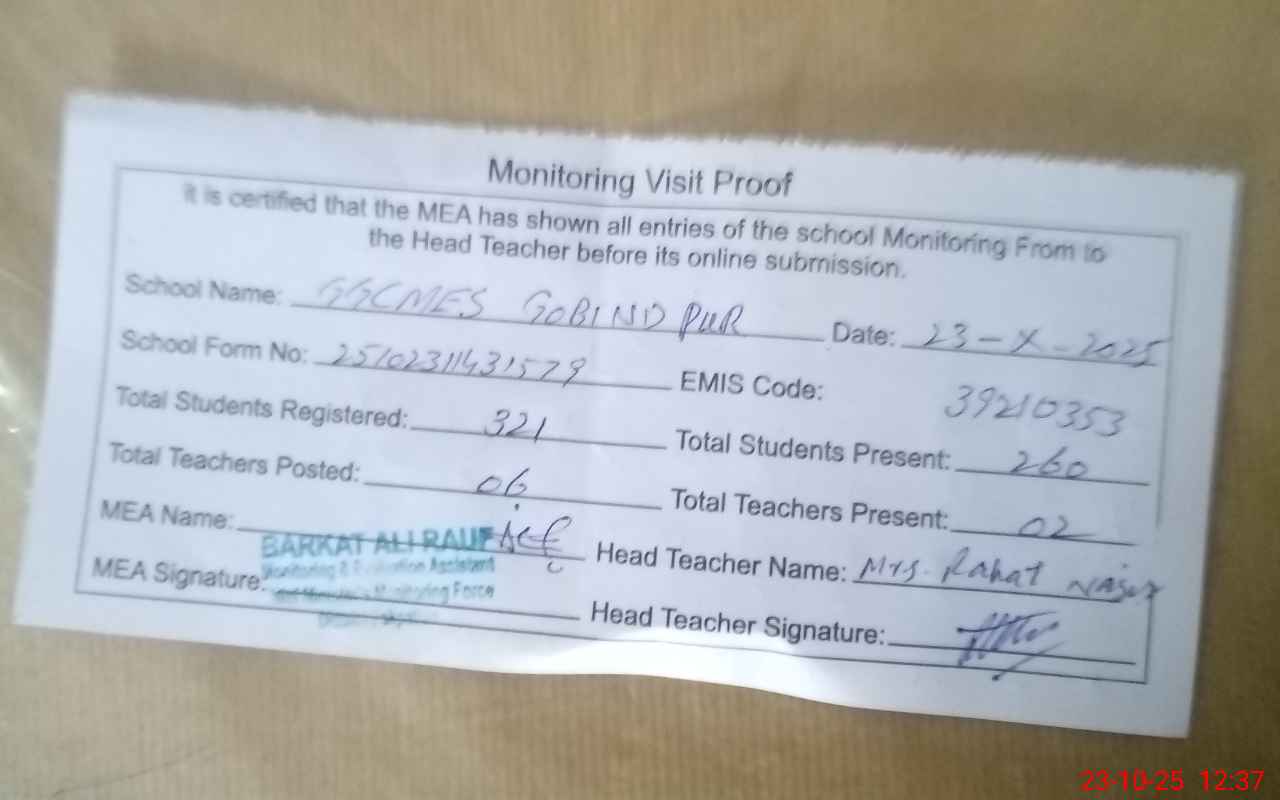 Monitoring Visit Proof
It is certified that the MEA has shown all entries of the school Monitoring From to
the Head Teacher before its online submission.
School Name: GGCMES GOBIND PUR Date: 23-X-2025
School Form No: 25102311431579 EMIS Code: 39210353
Total Students Registered: 321 Total Students Present: 260
Total Teachers Posted: 06 Total Teachers Present: 02
MEA Name: BARKAT ALI RAUF Head Teacher Name: Mrs. Rahat
Monitoring & Evaluation Assistant
MEA Signature: Monitoring Force Head Teacher Signature:
23-10-25 12:37